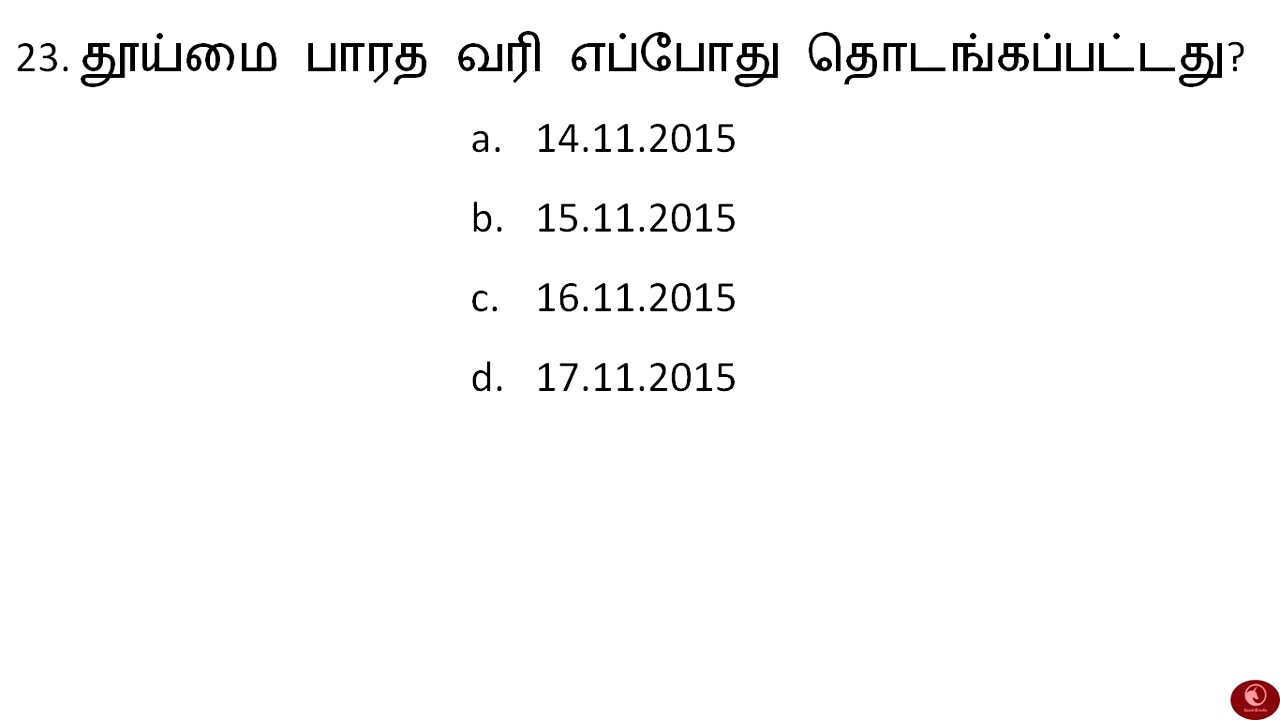 23. தூய்மை பாரத வரி எப்போது தொடங்கப்பட்டது?
a. 14.11.2015
b. 15.11.2015
c. 16.11.2015
d. 17.11.2015